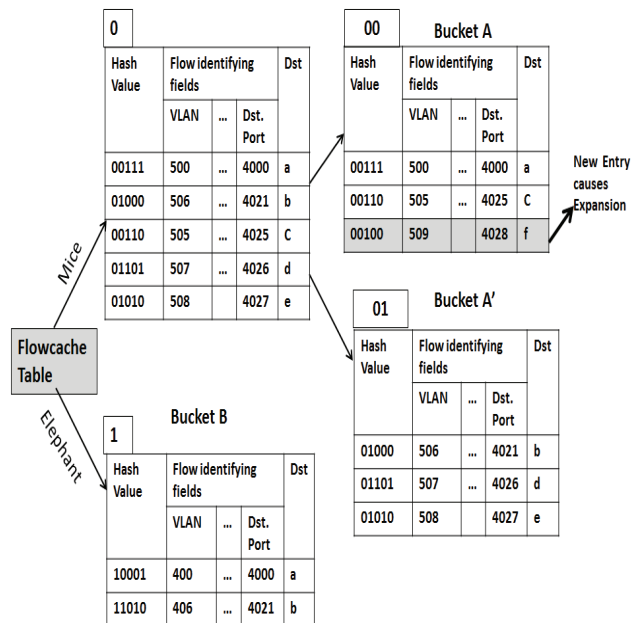 0
Hash Value Flow identifying fields Dst
VLAN ... Dst. Port
00111 500 ... 4000 a
01000 506 ... 4021 b
00110 505 ... 4025 C
01101 507 ... 4026 d
01010 508 4027 e
00 Bucket A
Hash Value Flow identifying fields Dst
VLAN ... Dst. Port
00111 500 ... 4000 a
00110 505 ... 4025 C
00100 509 4028 f
New Entry
causes
Expansion
Mice
Flowcache
Table
Elephant
01 Bucket A’
Hash Value Flow identifying fields Dst
VLAN ... Dst. Port
01000 506 ... 4021 b
01101 507 ... 4026 d
01010 508 4027 e
1 Bucket B
Hash Value Flow identifying fields Dst
VLAN ... Dst. Port
10001 400 ... 4000 a
11010 406 ... 4021 b